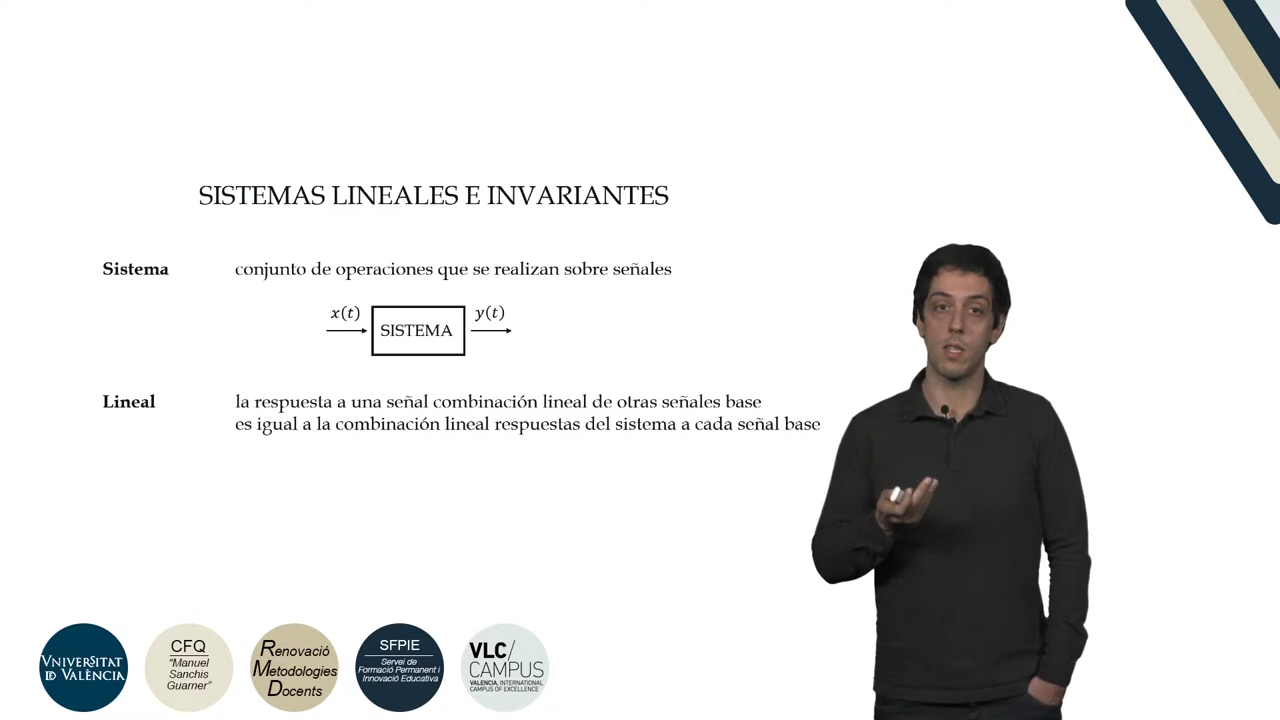 SISTEMAS LINEALES E INVARIANTES
Sistema conjunto de operaciones que se realizan sobre señales
x(t) SISTEMA y(t)
Lineal la respuesta a una señal combinación lineal de otras señales base
es igual a la combinación lineal respuestas del sistema a cada señal base
VNIVERSITAT
ID VALÈNCIA
CFQ
"Manuel
Sanchis
Guarner"
Renovació
Metodologies
Docents
SFPIE
Servei de
Formació Permanent i
Innovació Educativa
VLC/
CAMPUS
VALENCIA, INTERNATIONAL
CAMPUS OF EXCELLENCE